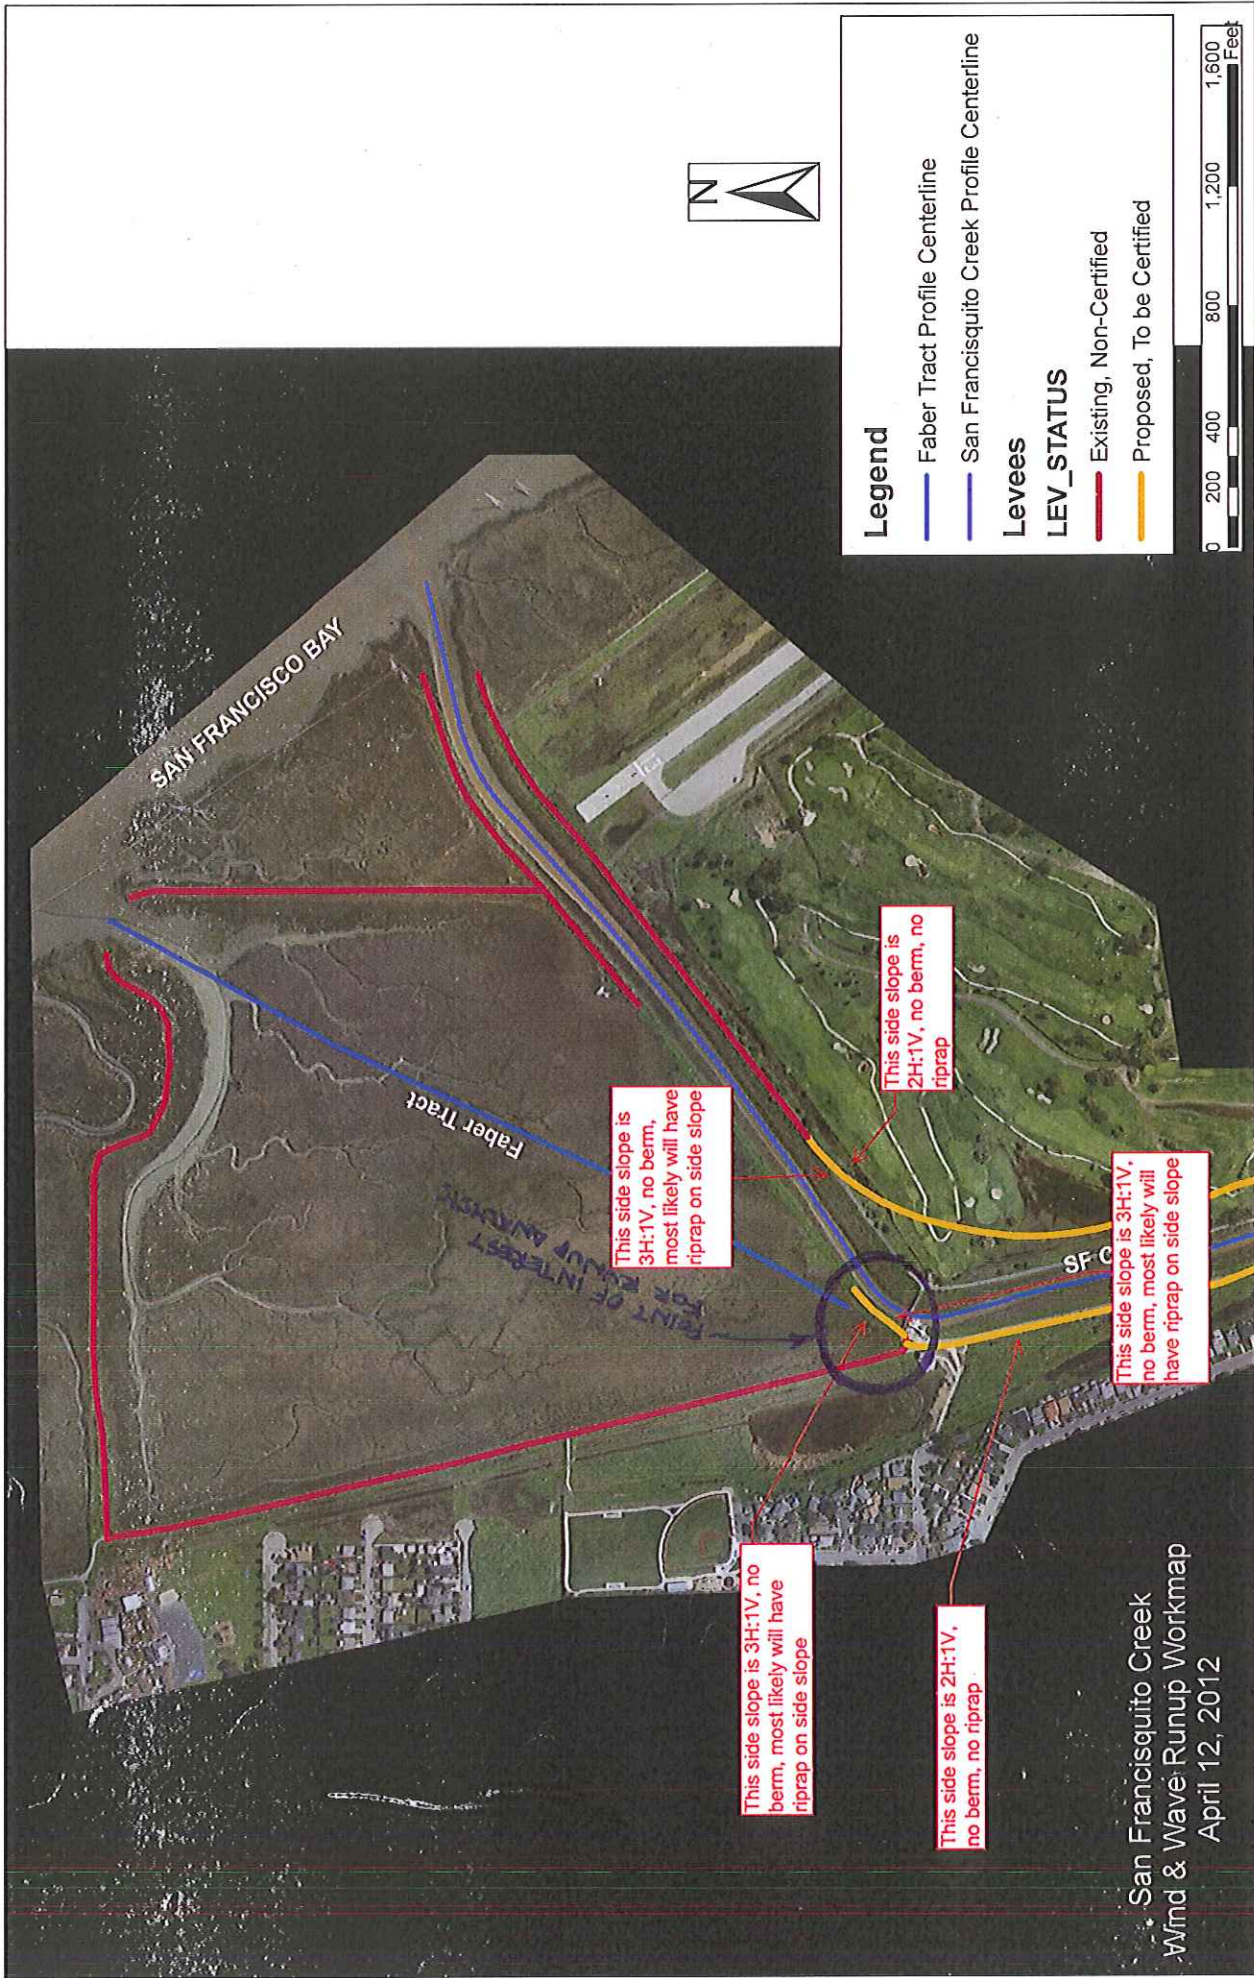 SAN FRANCISCO BAY
Faber Tract
POINT OF INTEREST
FOR RUNUP ANALYSIS
This side slope is
3H:1V, no berm,
most likely will have
riprap on side slope
This side slope is
2H:1V, no berm, no
riprap
This side slope is 3H:1V, no
berm, most likely will have
riprap on side slope
This side slope is 2H:1V,
no berm, no riprap
SF C
This side slope is 3H:1V,
no berm, most likely will
have riprap on side slope
San Francisquito Creek
Wind & Wave Runup Workmap
April 12, 2012
N
Legend
Faber Tract Profile Centerline
San Francisquito Creek Profile Centerline
Levees
LEV_STATUS
Existing, Non-Certified
Proposed, To be Certified
0 200 400 800 1,200 1,600
Feet